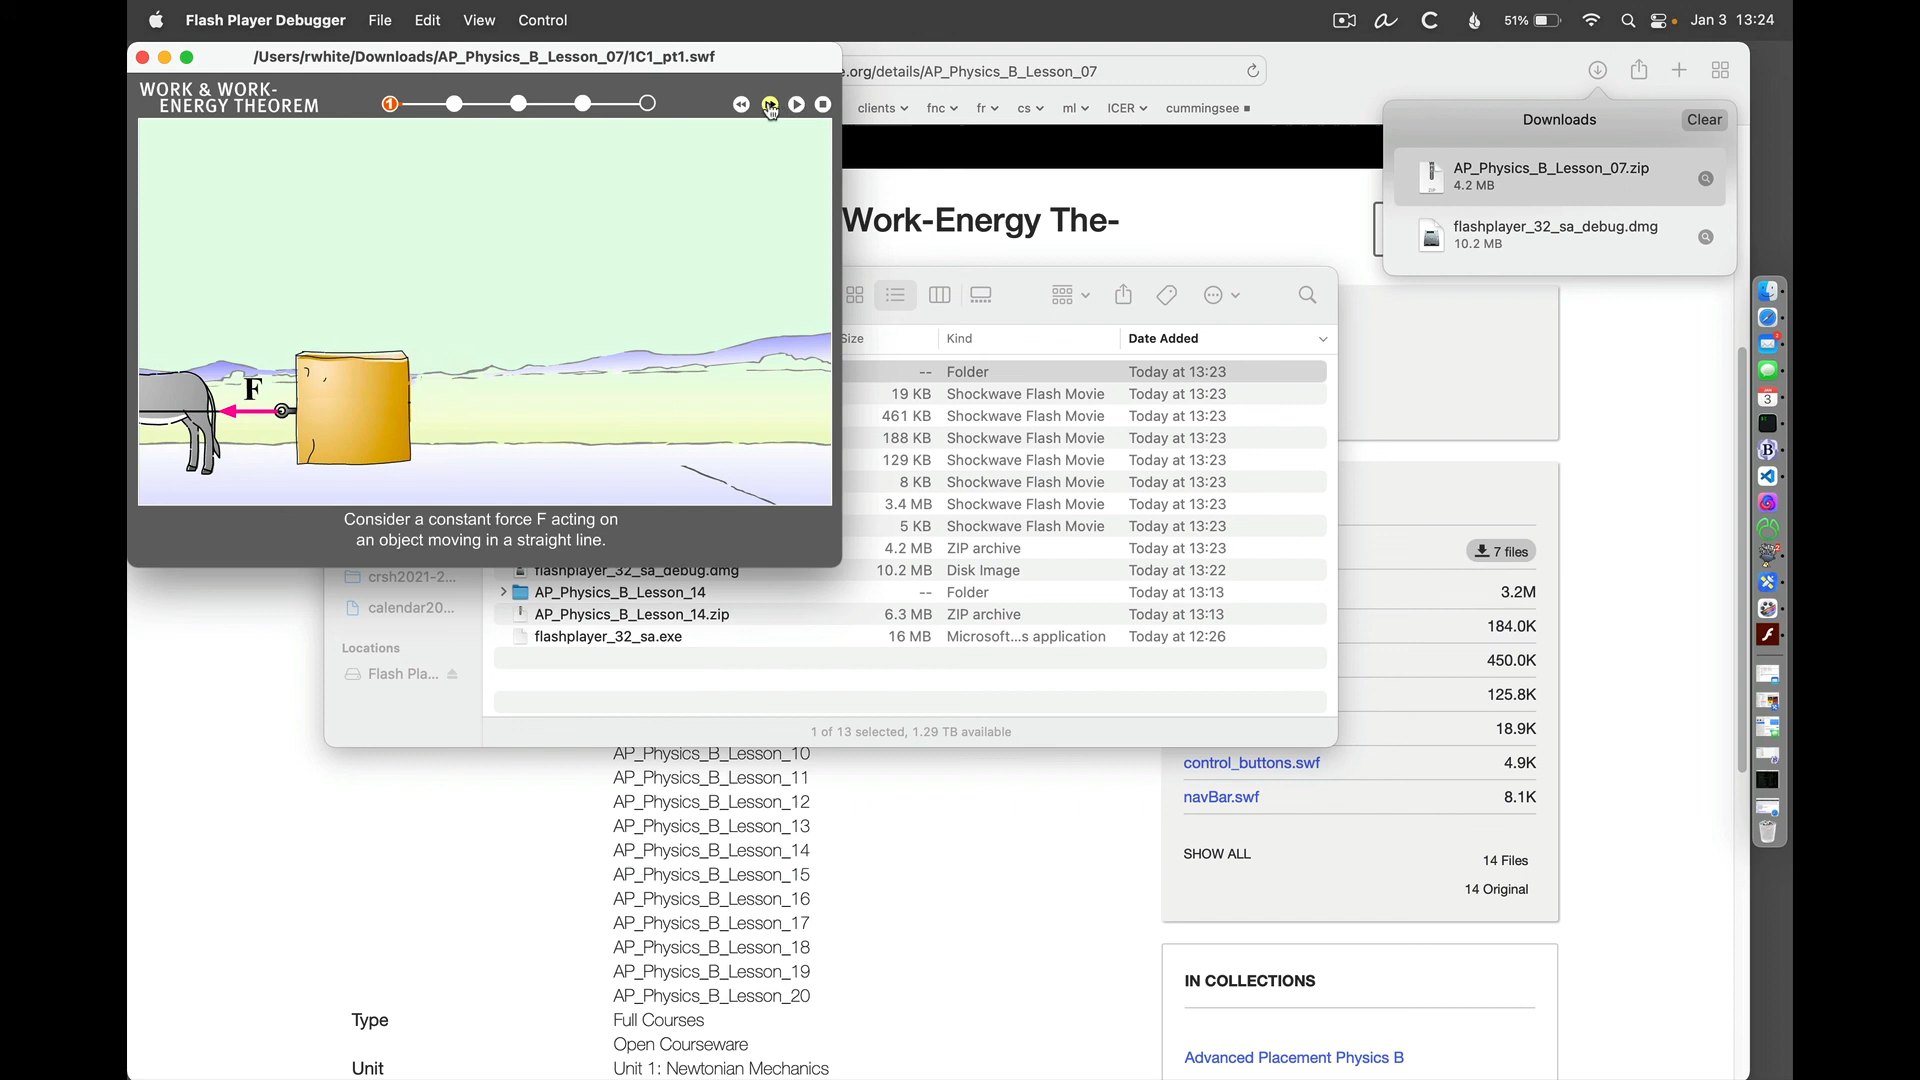 Flash Player Debugger File Edit View Control
51% Jan 3 13:24
/Users/rwhite/Downloads/AP_Physics_B_Lesson_07/1C1_pt1.swf
WORK & WORK-
ENERGY THEOREM
1
F
Consider a constant force F acting on
an object moving in a straight line.
e.org/details/AP_Physics_B_Lesson_07
clients fnc fr cs ml ICER cummingsee
Downloads Clear
AP_Physics_B_Lesson_07.zip
4.2 MB
ZIP
flashplayer_32_sa_debug.dmg
10.2 MB
Work-Energy The-
Size Kind Date Added
-- Folder Today at 13:23
19 KB Shockwave Flash Movie Today at 13:23
461 KB Shockwave Flash Movie Today at 13:23
188 KB Shockwave Flash Movie Today at 13:23
129 KB Shockwave Flash Movie Today at 13:23
8 KB Shockwave Flash Movie Today at 13:23
3.4 MB Shockwave Flash Movie Today at 13:23
5 KB Shockwave Flash Movie Today at 13:23
4.2 MB ZIP archive Today at 13:23
flashplayer_32_sa_debug.dmg 10.2 MB Disk Image Today at 13:22
AP_Physics_B_Lesson_14 -- Folder Today at 13:13
AP_Physics_B_Lesson_14.zip 6.3 MB ZIP archive Today at 13:13
flashplayer_32_sa.exe 16 MB Microsoft...s application Today at 12:26
crsh2021-2...
calendar20...
Locations
Flash Pla...
1 of 13 selected, 1.29 TB available
7 files
3.2M
184.0K
450.0K
125.8K
18.9K
control_buttons.swf 4.9K
navBar.swf 8.1K
SHOW ALL
14 Files
14 Original
IN COLLECTIONS
Advanced Placement Physics B
AP_Physics_B_Lesson_10
AP_Physics_B_Lesson_11
AP_Physics_B_Lesson_12
AP_Physics_B_Lesson_13
AP_Physics_B_Lesson_14
AP_Physics_B_Lesson_15
AP_Physics_B_Lesson_16
AP_Physics_B_Lesson_17
AP_Physics_B_Lesson_18
AP_Physics_B_Lesson_19
AP_Physics_B_Lesson_20
Type Full Courses
Open Courseware
Unit Unit 1: Newtonian Mechanics